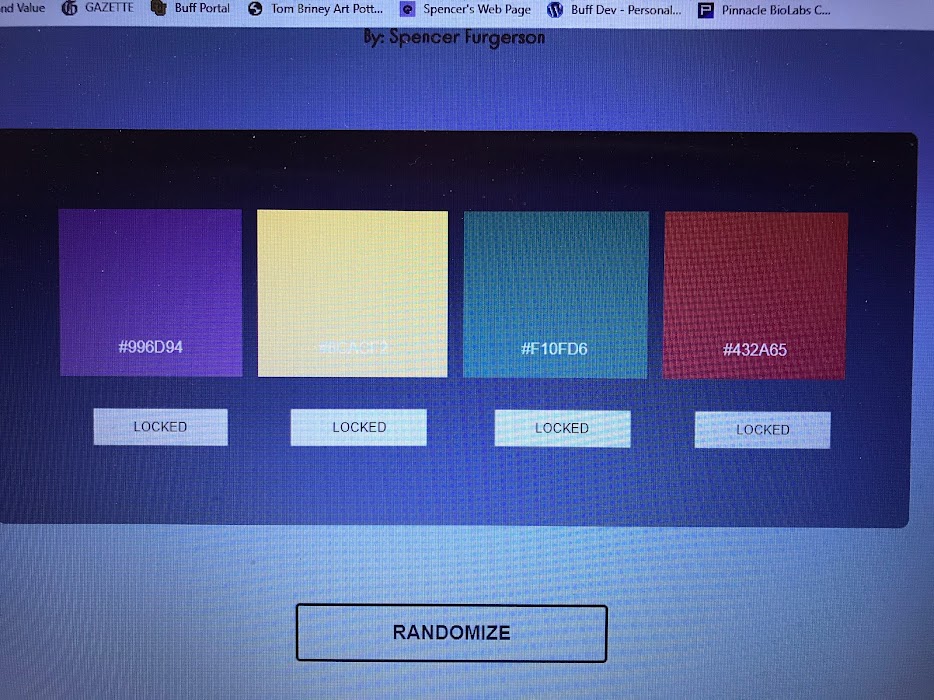 nd Value GAZETTE Buff Portal Tom Briney Art Pott... Spencer's Web Page Buff Dev - Personal... Pinnacle BioLabs C...
By: Spencer Furgerson
#996D94 #F10FD6 #432A65
LOCKED LOCKED LOCKED LOCKED
RANDOMIZE